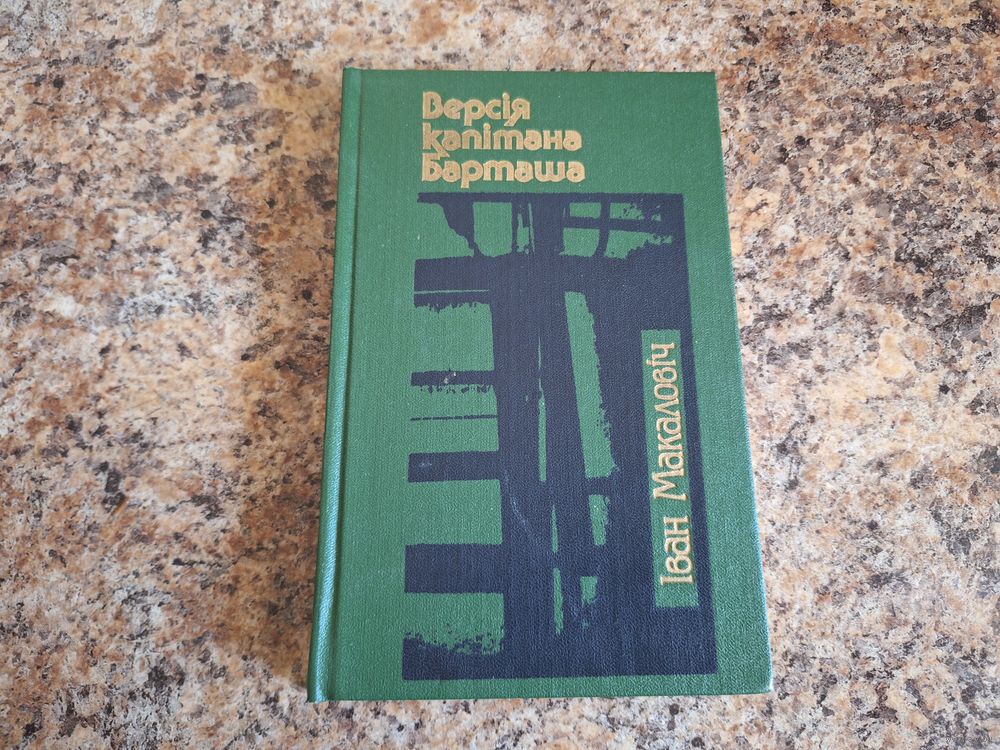 Версія
капітана
Барташа
Іван Макаловіч